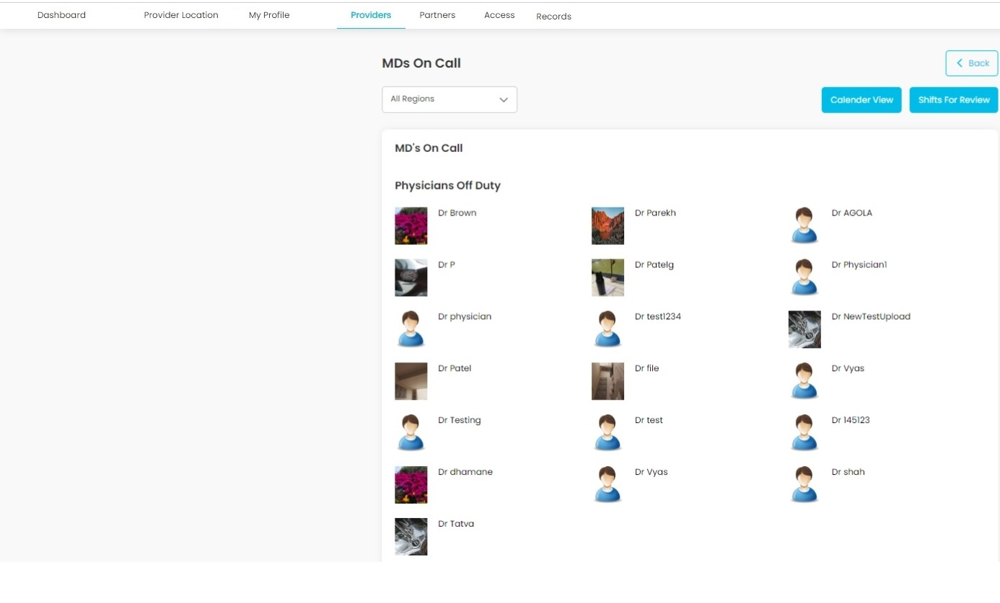 Dashboard Provider Location My Profile Providers Partners Access Records
MDs On Call
Back
All Regions
Calender View
Shifts For Review
MD's On Call
Physicians Off Duty
Dr Brown
Dr Parekh
Dr AGOLA
Dr P
Dr Patelg
Dr Physician1
Dr physician
Dr test1234
Dr NewTestUpload
Dr Patel
Dr file
Dr Vyas
Dr Testing
Dr test
Dr 145123
Dr dhamane
Dr Vyas
Dr shah
Dr Tatva